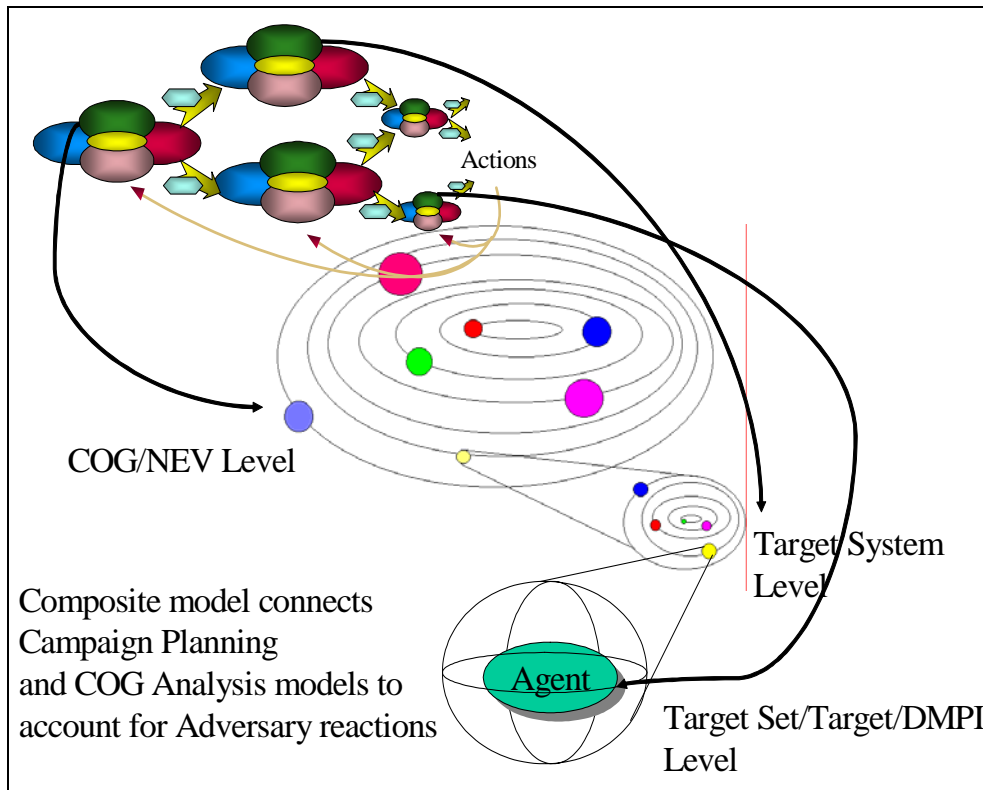 Actions
COG/NEV Level
Target System
Level
Composite model connects
Campaign Planning
and COG Analysis models to
account for Adversary reactions
Agent
Target Set/Target/DMPI
Level